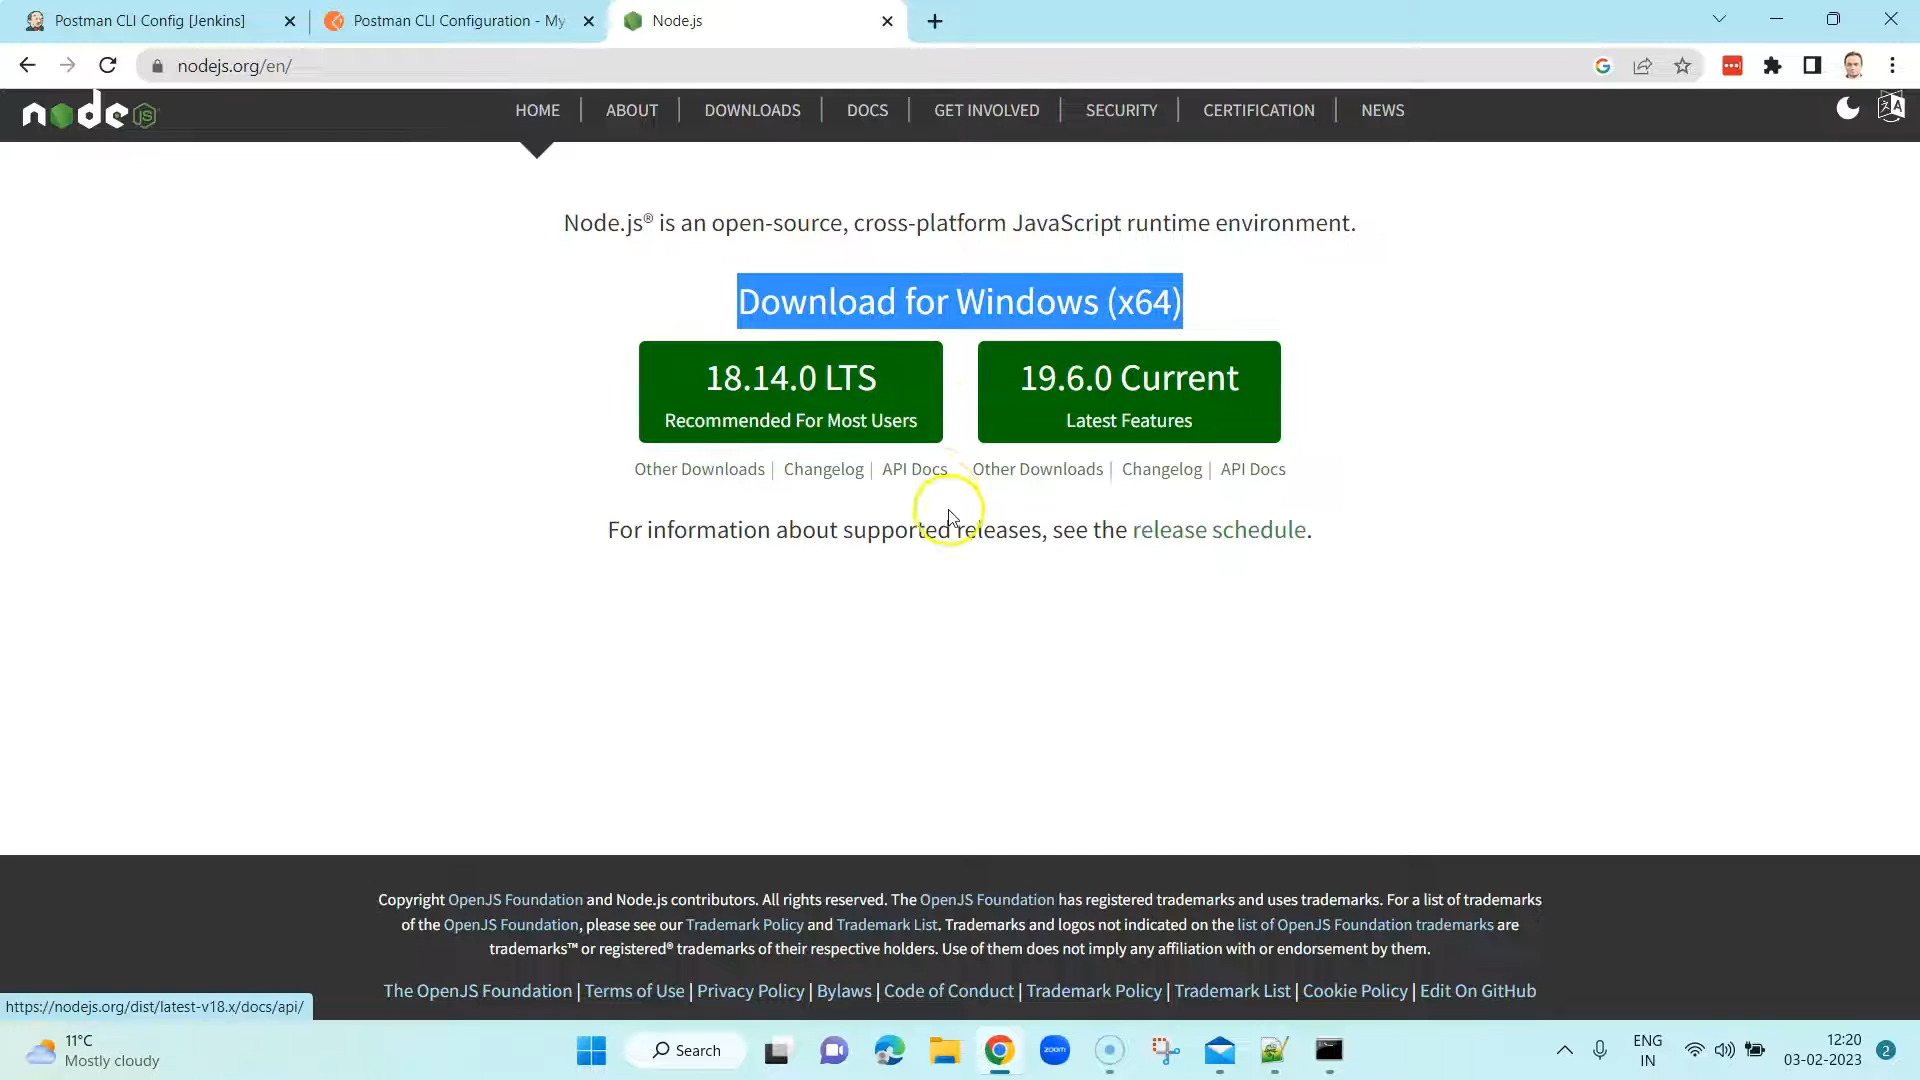 Postman CLI Config [Jenkins]
Postman CLI Configuration - My
Node.js
nodejs.org/en/
node JS
HOME
ABOUT
DOWNLOADS
DOCS
GET INVOLVED
SECURITY
CERTIFICATION
NEWS
Node.js® is an open-source, cross-platform JavaScript runtime environment.
Download for Windows (x64)
18.14.0 LTS
Recommended For Most Users
19.6.0 Current
Latest Features
Other Downloads | Changelog | API Docs
Other Downloads | Changelog | API Docs
For information about supported releases, see the release schedule.
Copyright OpenJS Foundation and Node.js contributors. All rights reserved. The OpenJS Foundation has registered trademarks and uses trademarks. For a list of trademarks
of the OpenJS Foundation, please see our Trademark Policy and Trademark List. Trademarks and logos not indicated on the list of OpenJS Foundation trademarks are
trademarks™ or registered® trademarks of their respective holders. Use of them does not imply any affiliation with or endorsement by them.
The OpenJS Foundation | Terms of Use | Privacy Policy | Bylaws | Code of Conduct | Trademark Policy | Trademark List | Cookie Policy | Edit On GitHub
https://nodejs.org/dist/latest-v18.x/docs/api/
11°C
Mostly cloudy
Search
zoom
ENG
IN
12:20
03-02-2023
2